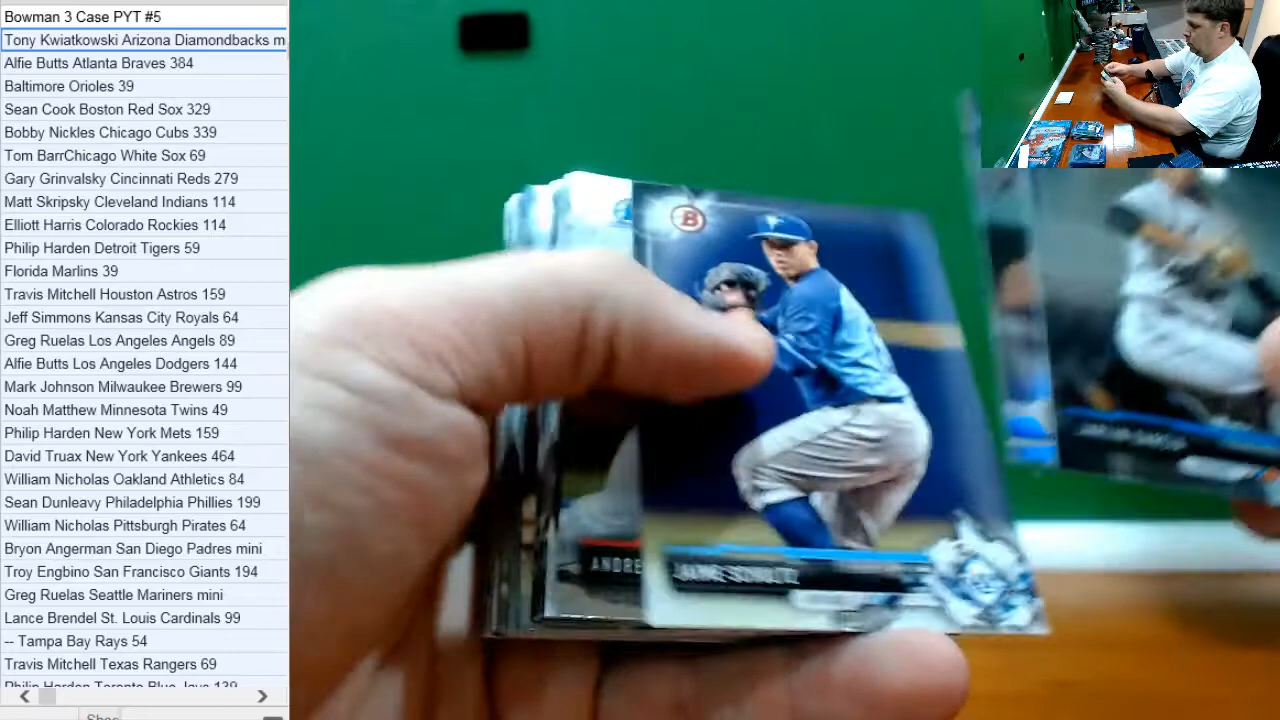 Bowman 3 Case PYT #5
Tony Kwiatkowski Arizona Diamondbacks m
Alfie Butts Atlanta Braves 384
Baltimore Orioles 39
Sean Cook Boston Red Sox 329
Bobby Nickles Chicago Cubs 339
Tom BarrChicago White Sox 69
Gary Grinvalsky Cincinnati Reds 279
Matt Skripsky Cleveland Indians 114
Elliott Harris Colorado Rockies 114
Philip Harden Detroit Tigers 59
Florida Marlins 39
Travis Mitchell Houston Astros 159
Jeff Simmons Kansas City Royals 64
Greg Ruelas Los Angeles Angels 89
Alfie Butts Los Angeles Dodgers 144
Mark Johnson Milwaukee Brewers 99
Noah Matthew Minnesota Twins 49
Philip Harden New York Mets 159
David Truax New York Yankees 464
William Nicholas Oakland Athletics 84
Sean Dunleavy Philadelphia Phillies 199
William Nicholas Pittsburgh Pirates 64
Bryon Angerman San Diego Padres mini
Troy Engbino San Francisco Giants 194
Greg Ruelas Seattle Mariners mini
Lance Brendel St. Louis Cardinals 99
-- Tampa Bay Rays 54
Travis Mitchell Texas Rangers 69
Philip Harden Toronto Blue Jays 139
B
ANDRE
JAIME SCHULTZ